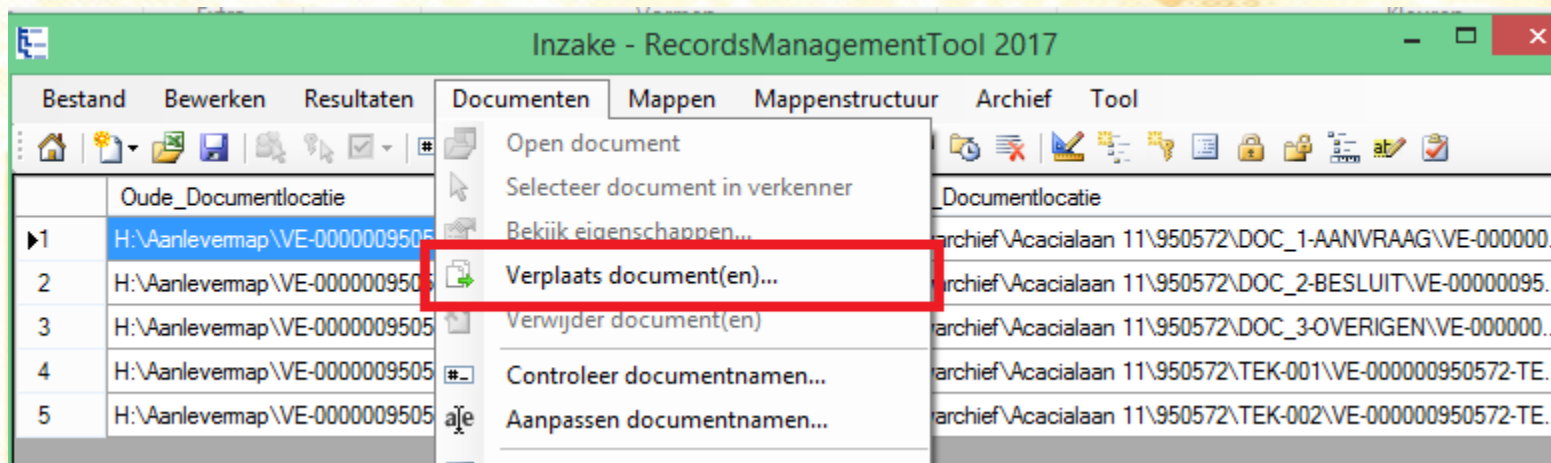 Extra Vormen Kleuren
Inzake - RecordsManagementTool 2017
Bestand Bewerken Resultaten Documenten Mappen Mappenstructuur Archief Tool
Open document
Selecteer document in verkenner
Oude_Documentlocatie _Documentlocatie
Bekijk eigenschappen...
1 H:\Aanlevermap\VE-0000009505 archief\Acacialaan 11\950572\DOC_1-AANVRAAG\VE-000000...
Verplaats document(en)...
2 H:\Aanlevermap\VE-0000009505 archief\Acacialaan 11\950572\DOC_2-BESLUIT\VE-00000095...
Verwijder document(en)
3 H:\Aanlevermap\VE-0000009505 archief\Acacialaan 11\950572\DOC_3-OVERIGEN\VE-000000...
Controleer documentnamen...
4 H:\Aanlevermap\VE-0000009505 archief\Acacialaan 11\950572\TEK-001\VE-000000950572-TE...
Aanpassen documentnamen...
5 H:\Aanlevermap\VE-0000009505 archief\Acacialaan 11\950572\TEK-002\VE-000000950572-TE...